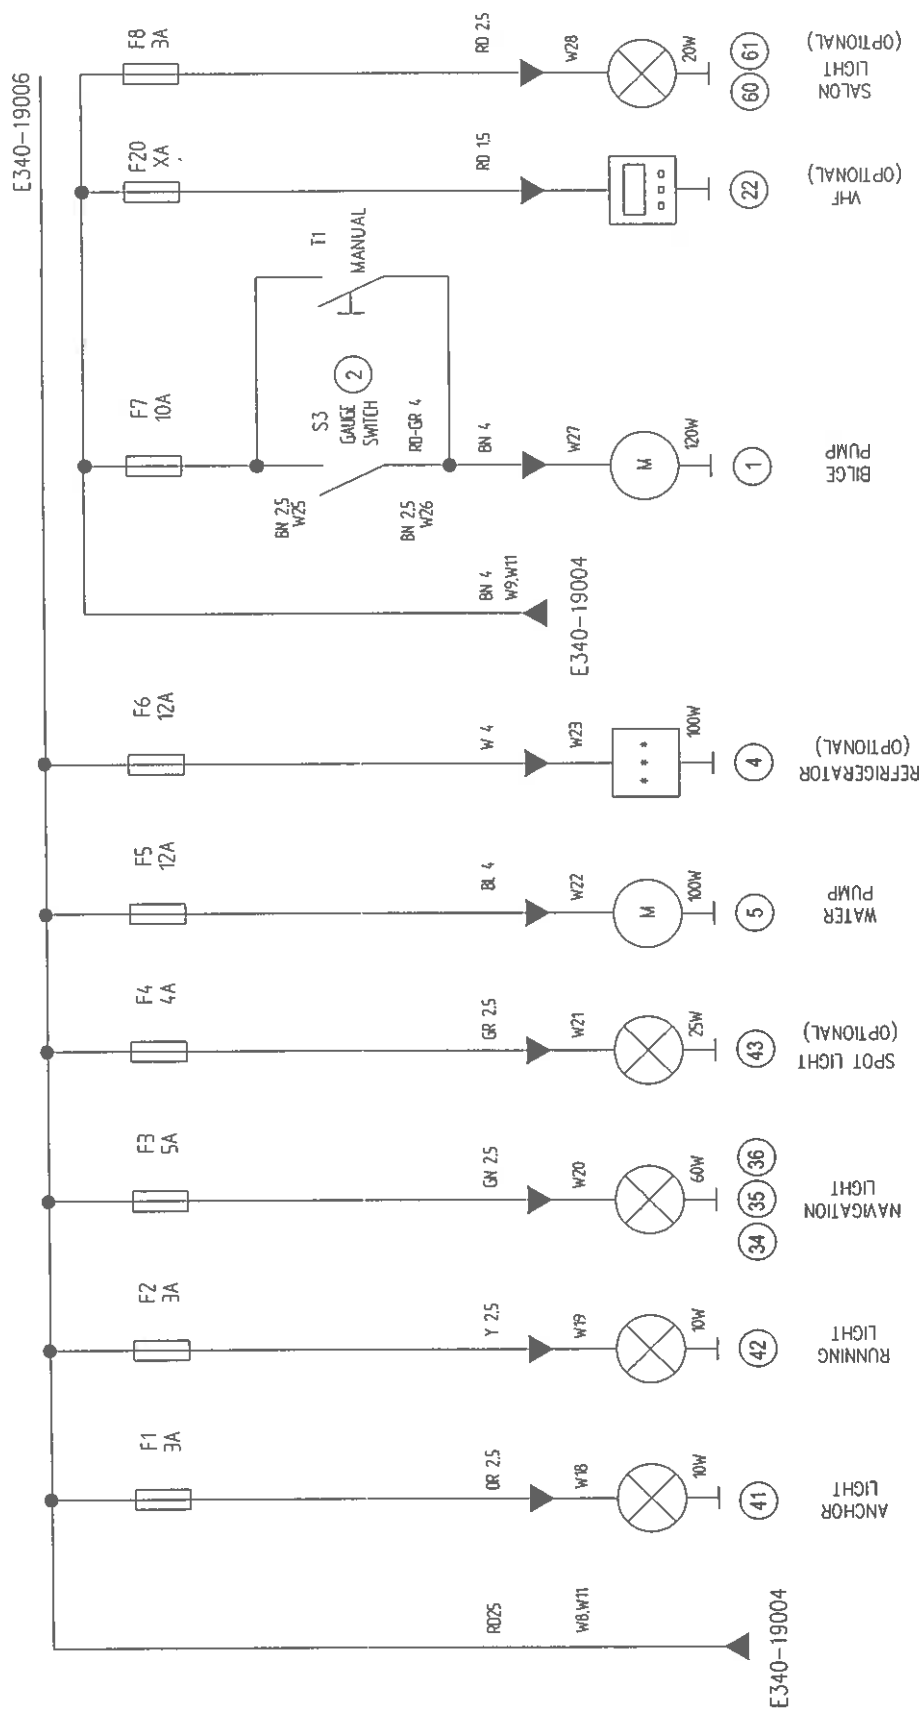 E340-19006
F8
3A
RD 2.5
W28
20W
60
61
SALON
LIGHT
(OPTIONAL)
F20
XA
RD 1.5
22
VHF
(OPTIONAL)
F7
10A
T1
MANUAL
S3
GAUGE
SWITCH
2
BN 2.5
W25
RD-GR 4
BN 2.5
W26
BN 4
W27
M
120W
1
BILGE
PUMP
BN 4
W9,W11
E340-19004
F6
12A
W 4
W23
* * *
100W
4
REFRIGERATOR
(OPTIONAL)
F5
12A
BL 4
W22
M
100W
5
WATER
PUMP
F4
4A
GR 2.5
W21
25W
43
SPOT LIGHT
(OPTIONAL)
F3
5A
GN 2.5
W20
60W
34
35
36
NAVIGATION
LIGHT
F2
3A
Y 2.5
W19
10W
42
RUNNING
LIGHT
F1
3A
OR 2.5
W18
10W
41
ANCHOR
LIGHT
RD25
W8,W11
E340-19004